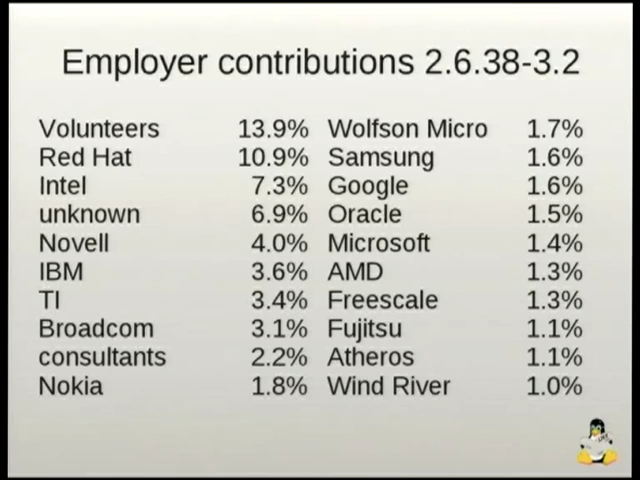 Employer contributions 2.6.38-3.2
Volunteers 13.9% Wolfson Micro 1.7%
Red Hat 10.9% Samsung 1.6%
Intel 7.3% Google 1.6%
unknown 6.9% Oracle 1.5%
Novell 4.0% Microsoft 1.4%
IBM 3.6% AMD 1.3%
TI 3.4% Freescale 1.3%
Broadcom 3.1% Fujitsu 1.1%
consultants 2.2% Atheros 1.1%
Nokia 1.8% Wind River 1.0%